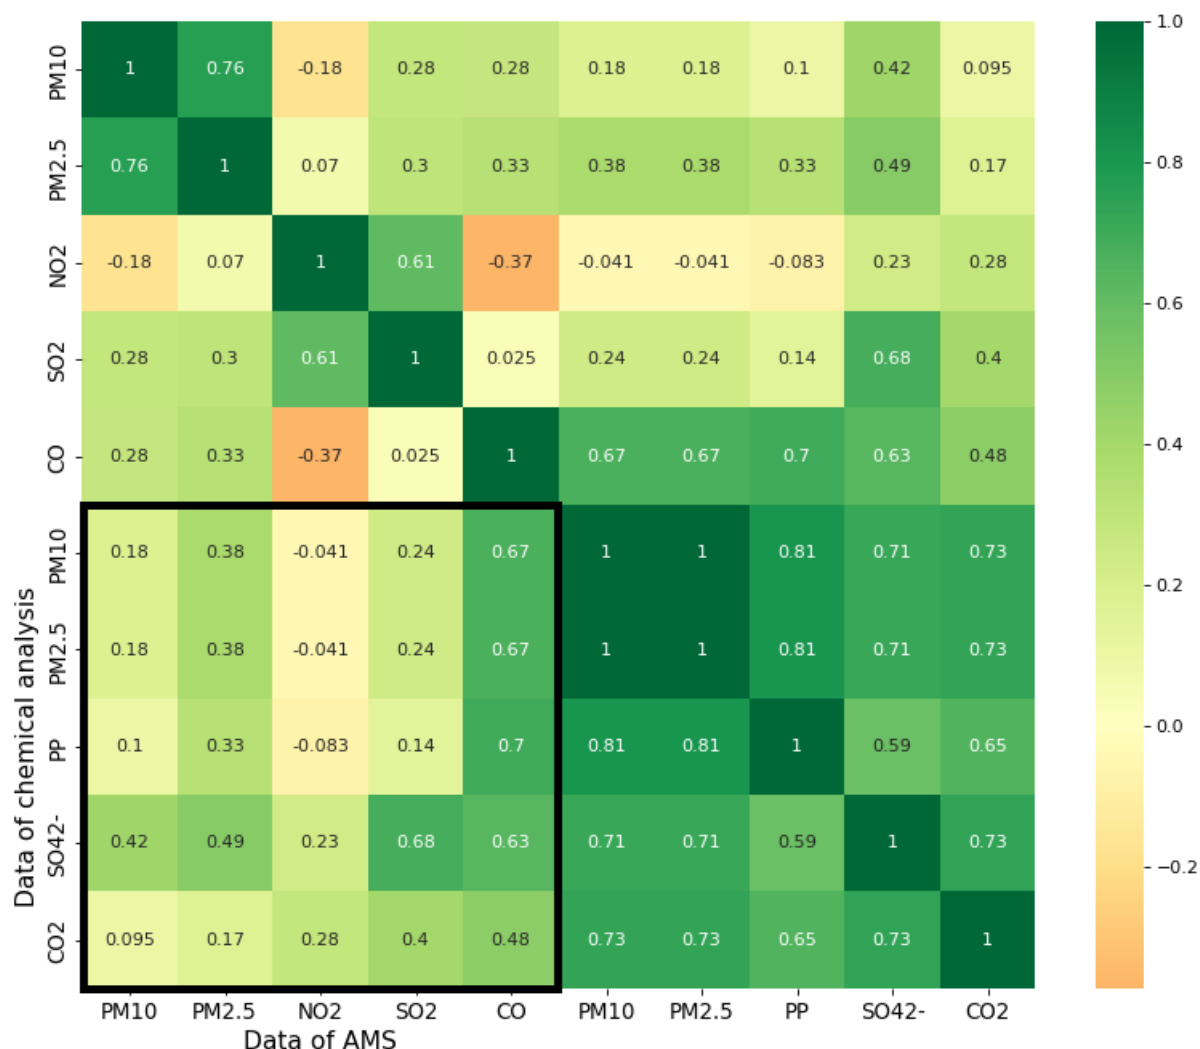 PM10 1 0.76 -0.18 0.28 0.28 0.18 0.18 0.1 0.42 0.095
PM2.5 0.76 1 0.07 0.3 0.33 0.38 0.38 0.33 0.49 0.17
NO2 -0.18 0.07 1 0.61 -0.37 -0.041 -0.041 -0.083 0.23 0.28
SO2 0.28 0.3 0.61 1 0.025 0.24 0.24 0.14 0.68 0.4
CO 0.28 0.33 -0.37 0.025 1 0.67 0.67 0.7 0.63 0.48
PM10 0.18 0.38 -0.041 0.24 0.67 1 1 0.81 0.71 0.73
PM2.5 0.18 0.38 -0.041 0.24 0.67 1 1 0.81 0.71 0.73
PP 0.1 0.33 -0.083 0.14 0.7 0.81 0.81 1 0.59 0.65
SO42- 0.42 0.49 0.23 0.68 0.63 0.71 0.71 0.59 1 0.73
CO2 0.095 0.17 0.28 0.4 0.48 0.73 0.73 0.65 0.73 1
PM10 PM2.5 NO2 SO2 CO PM10 PM2.5 PP SO42- CO2
Data of AMS
Data of chemical analysis
1.0
0.8
0.6
0.4
0.2
0.0
−0.2